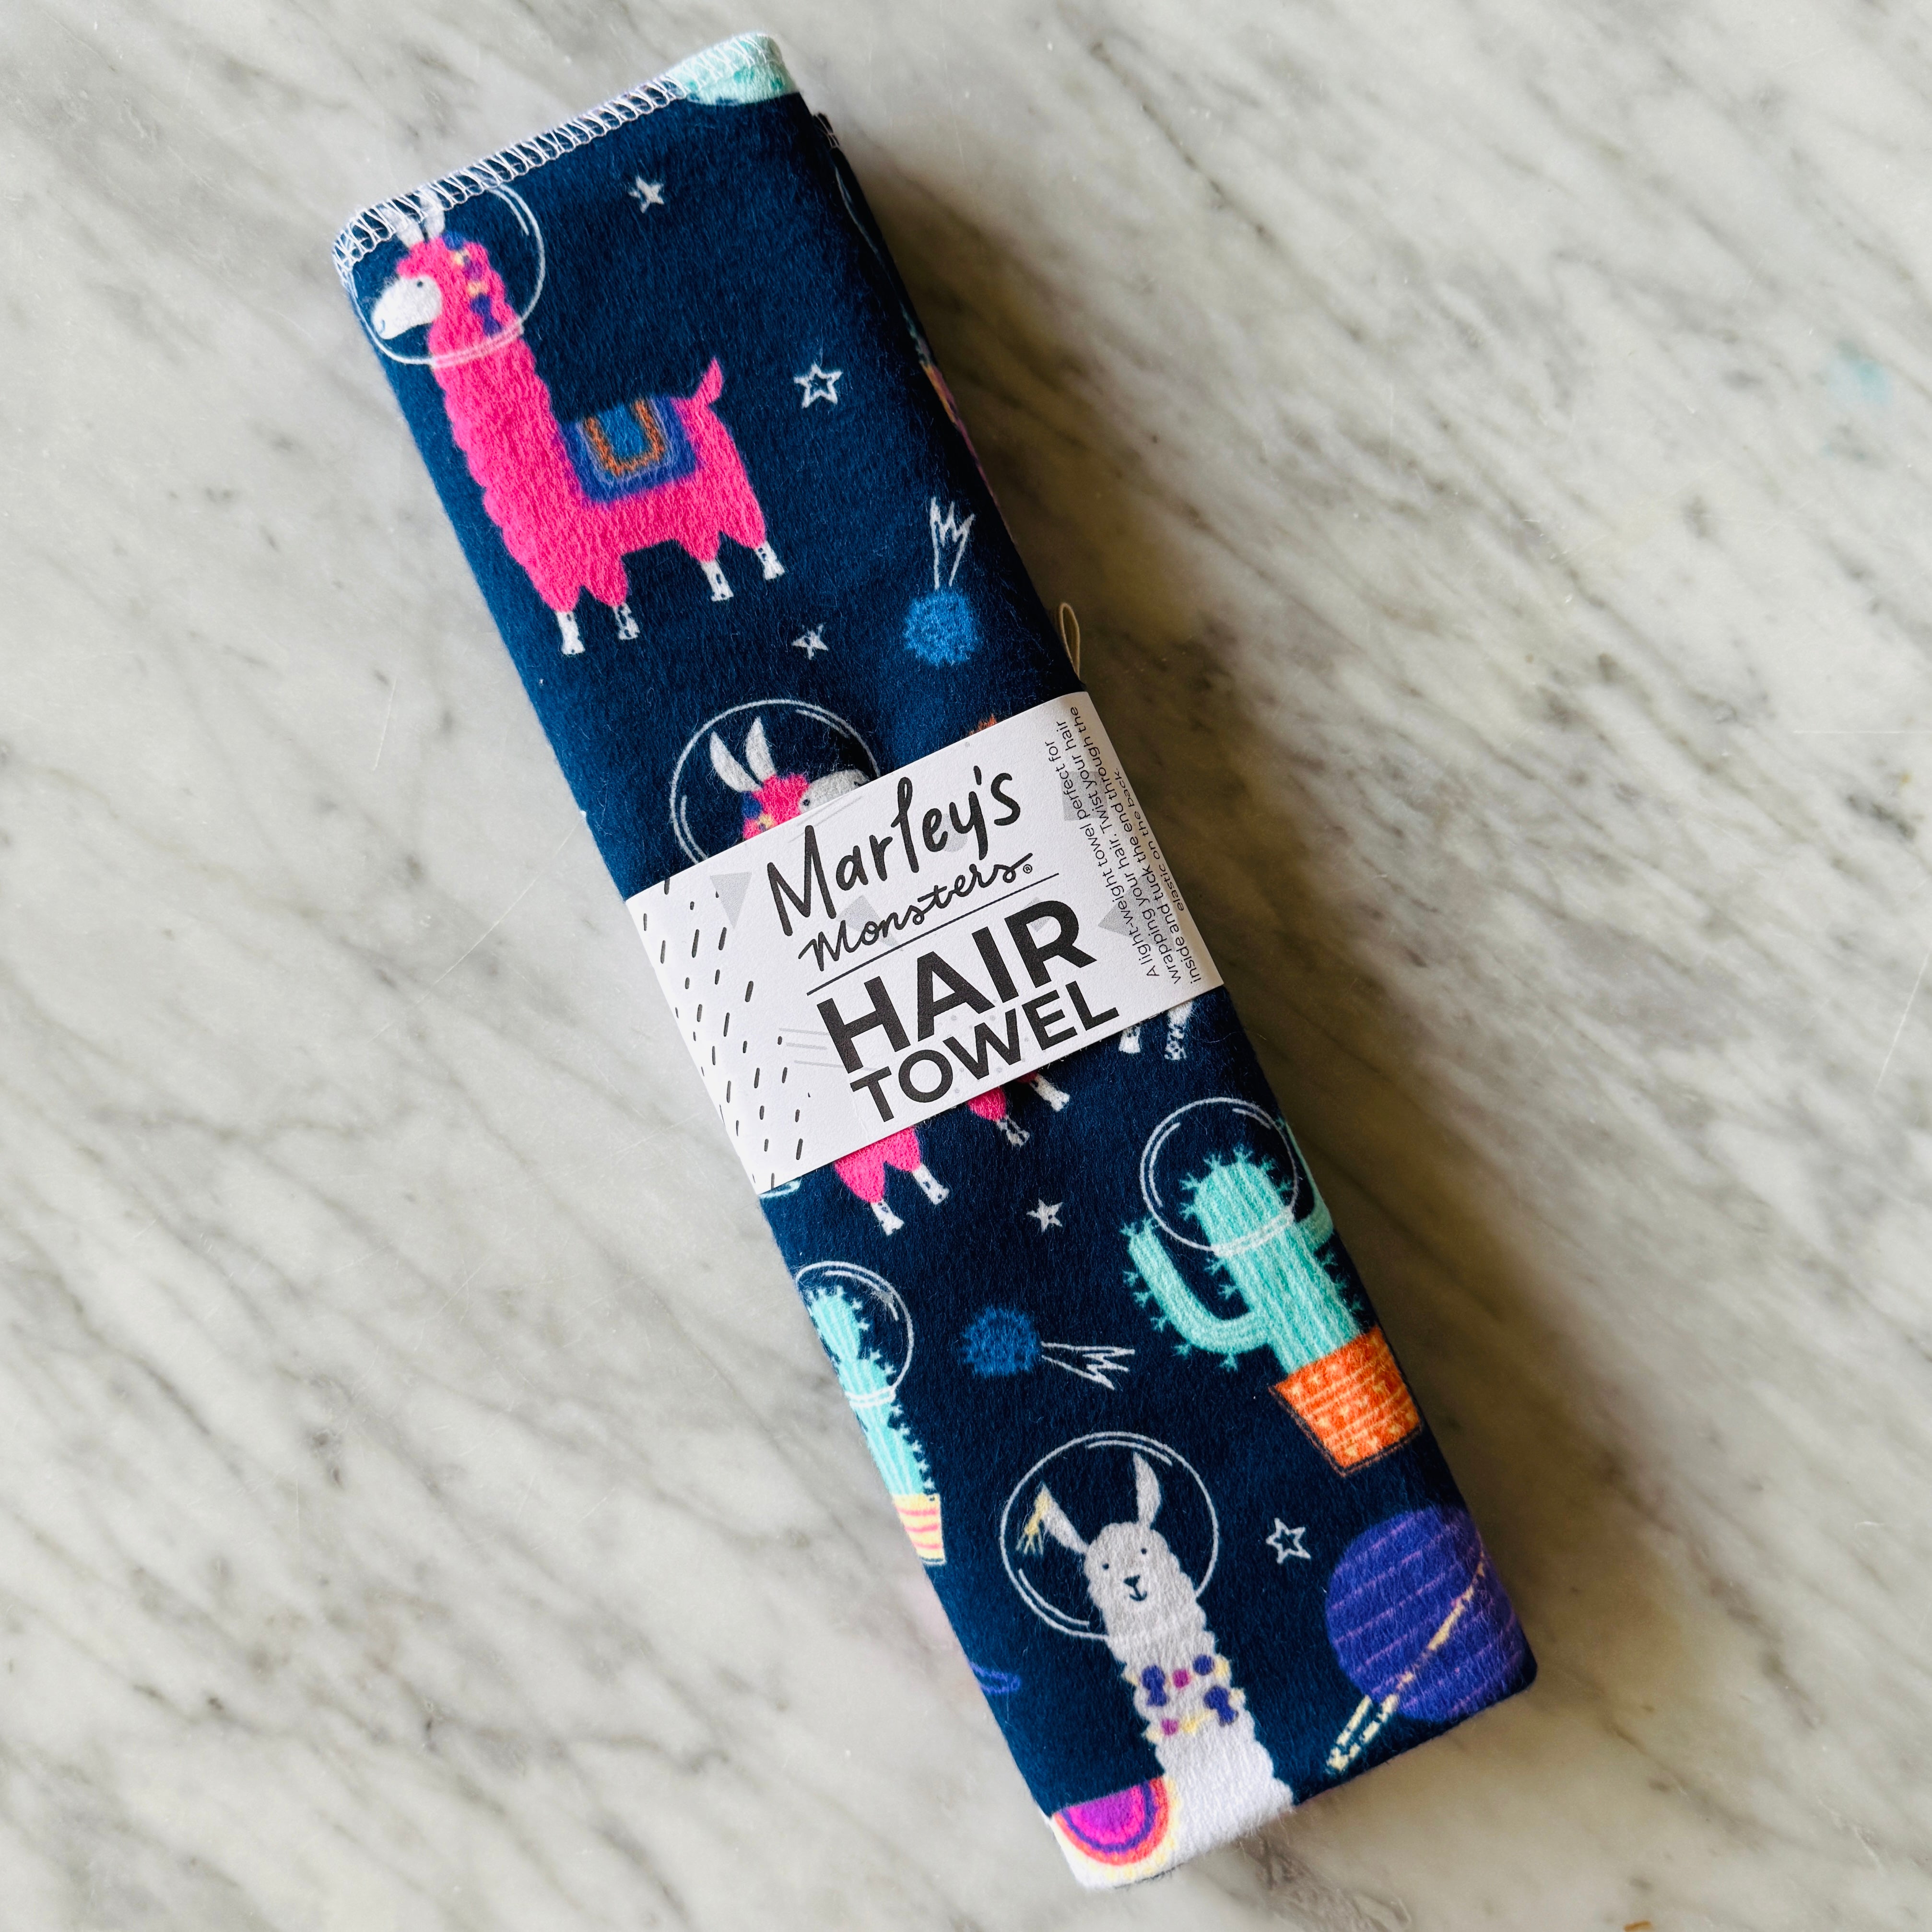 Marley's
Monsters®
HAIR
TOWEL
A light-weight towel perfect for
wrapping your hair. Twist your hair
inside and tuck the end through the
elastic on the back.